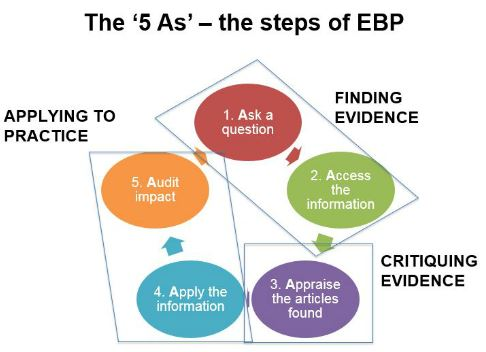 The ‘5 As’ – the steps of EBP
APPLYING TO
PRACTICE
1. Ask a
question
FINDING
EVIDENCE
5. Audit
impact
2. Access
the
information
4. Apply the
information
3. Appraise
the articles
found
CRITIQUING
EVIDENCE